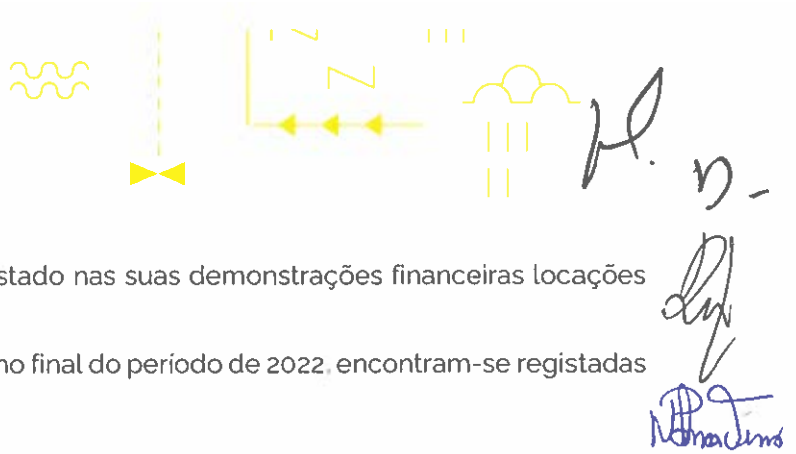 stado nas suas demonstrações financeiras locações
no final do período de 2022, encontram-se registadas